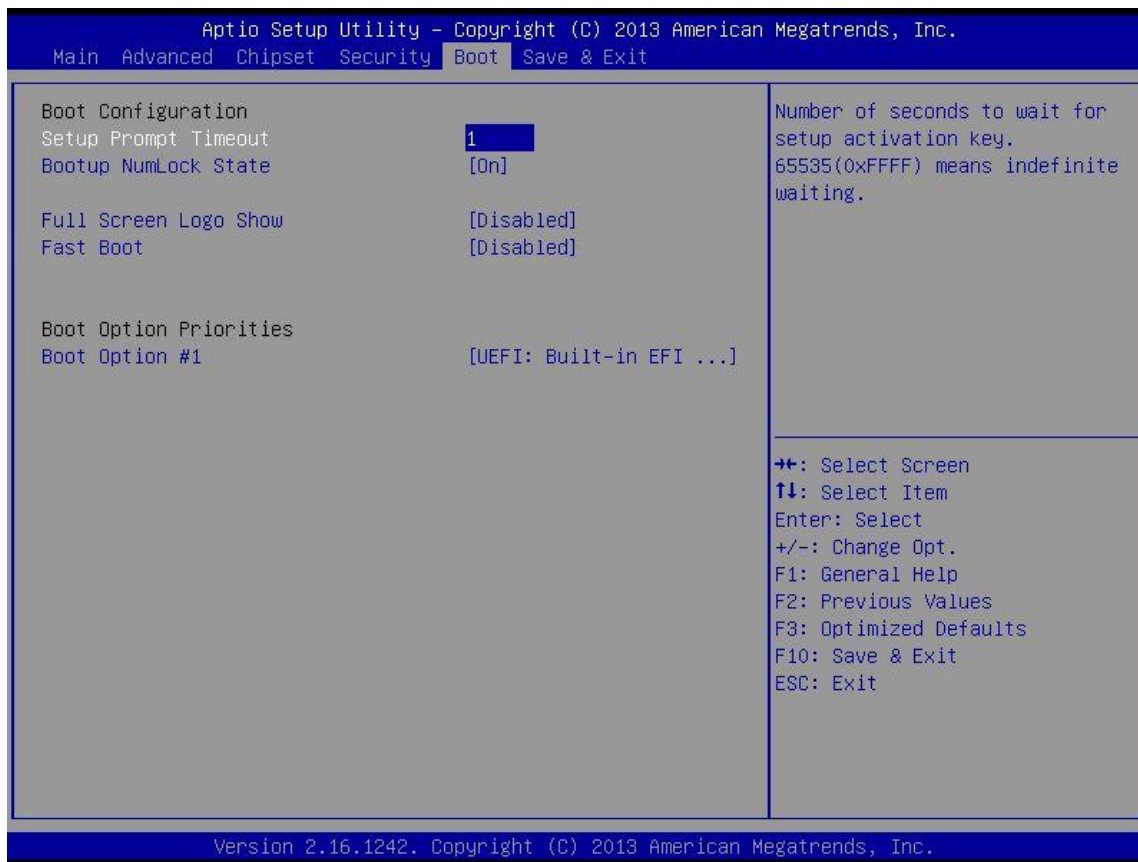 Aptio Setup Utility - Copyright (C) 2013 American Megatrends, Inc.
Main Advanced Chipset Security Boot Save & Exit
Boot Configuration
Setup Prompt Timeout 1
Bootup NumLock State [On]
Full Screen Logo Show [Disabled]
Fast Boot [Disabled]
Boot Option Priorities
Boot Option #1 [UEFI: Built-in EFI ...]
Number of seconds to wait for
setup activation key.
65535(0xFFFF) means indefinite
waiting.
→←: Select Screen
↑↓: Select Item
Enter: Select
+/-: Change Opt.
F1: General Help
F2: Previous Values
F3: Optimized Defaults
F10: Save & Exit
ESC: Exit
Version 2.16.1242. Copyright (C) 2013 American Megatrends, Inc.